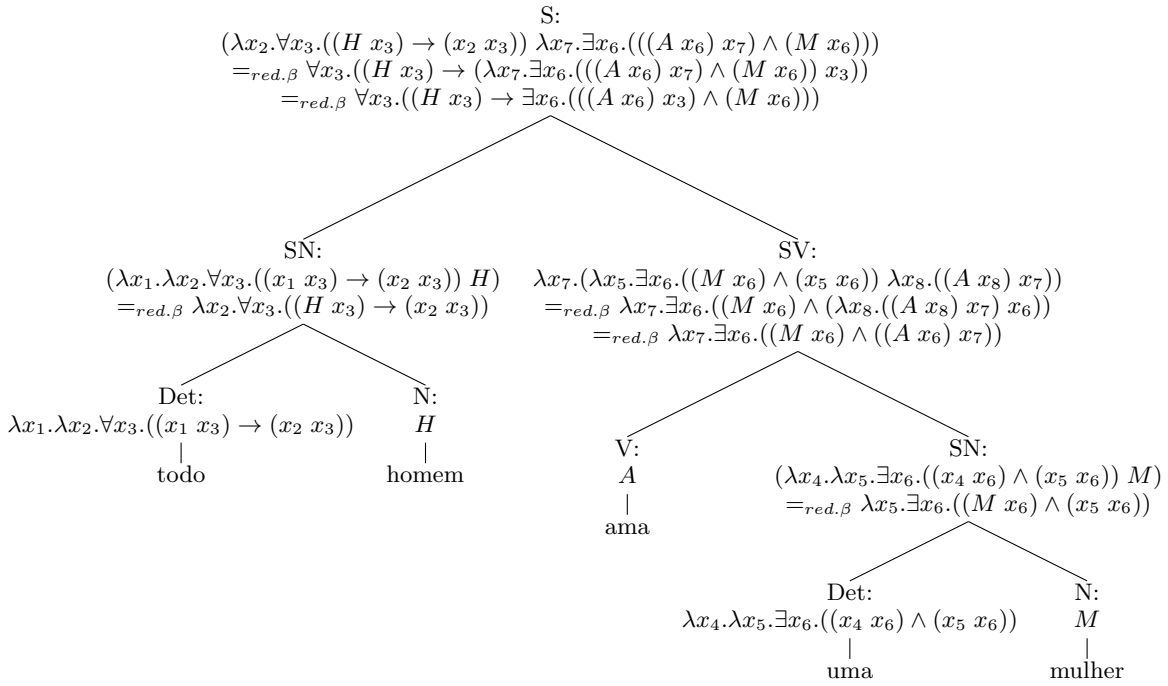 S:
(λx₂.∀x₃.((H x₃) → (x₂ x₃)) λx₇.∃x₆.(((A x₆) x₇) ∧ (M x₆)))
=red.β ∀x₃.((H x₃) → (λx₇.∃x₆.(((A x₆) x₇) ∧ (M x₆)) x₃))
=red.β ∀x₃.((H x₃) → ∃x₆.(((A x₆) x₃) ∧ (M x₆)))
SN:
(λx₁.λx₂.∀x₃.((x₁ x₃) → (x₂ x₃)) H)
=red.β λx₂.∀x₃.((H x₃) → (x₂ x₃))
SV:
λx₇.(λx₅.∃x₆.((M x₆) ∧ (x₅ x₆)) λx₈.((A x₈) x₇))
=red.β λx₇.∃x₆.((M x₆) ∧ (λx₈.((A x₈) x₇) x₆))
=red.β λx₇.∃x₆.((M x₆) ∧ ((A x₆) x₇))
Det:
λx₁.λx₂.∀x₃.((x₁ x₃) → (x₂ x₃))
todo
N:
H
homem
V:
A
ama
SN:
(λx₄.λx₅.∃x₆.((x₄ x₆) ∧ (x₅ x₆)) M)
=red.β λx₅.∃x₆.((M x₆) ∧ (x₅ x₆))
Det:
λx₄.λx₅.∃x₆.((x₄ x₆) ∧ (x₅ x₆))
uma
N:
M
mulher